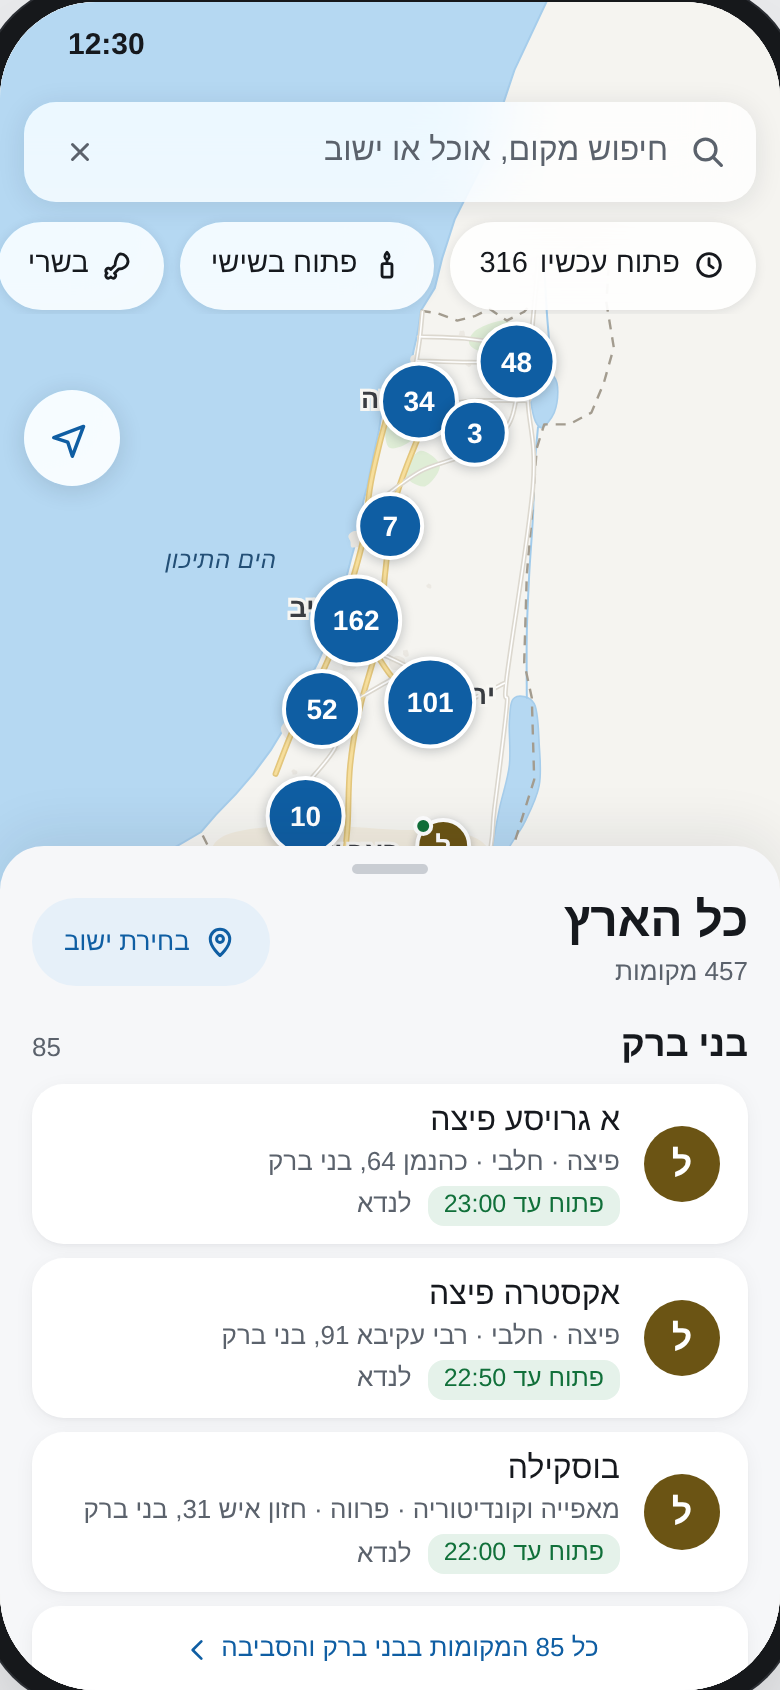 12:30
חיפוש מקום, אוכל או ישוב
פתוח עכשיו 316
פתוח בשישי
בשרי
48
34
3
7
הים התיכון
162
52
101
10
ל
כל הארץ
בחירת ישוב
457 מקומות
בני ברק
85
א גרויסע פיצה
ל
פיצה · חלבי · כהנמן 64, בני ברק
פתוח עד 23:00
לנדא
אקסטרה פיצה
ל
פיצה · חלבי · רבי עקיבא 91, בני ברק
פתוח עד 22:50
לנדא
בוסקילה
ל
מאפייה וקונדיטוריה · פרווה · חזון איש 31, בני ברק
פתוח עד 22:00
לנדא
כל 85 המקומות בבני ברק והסביבה